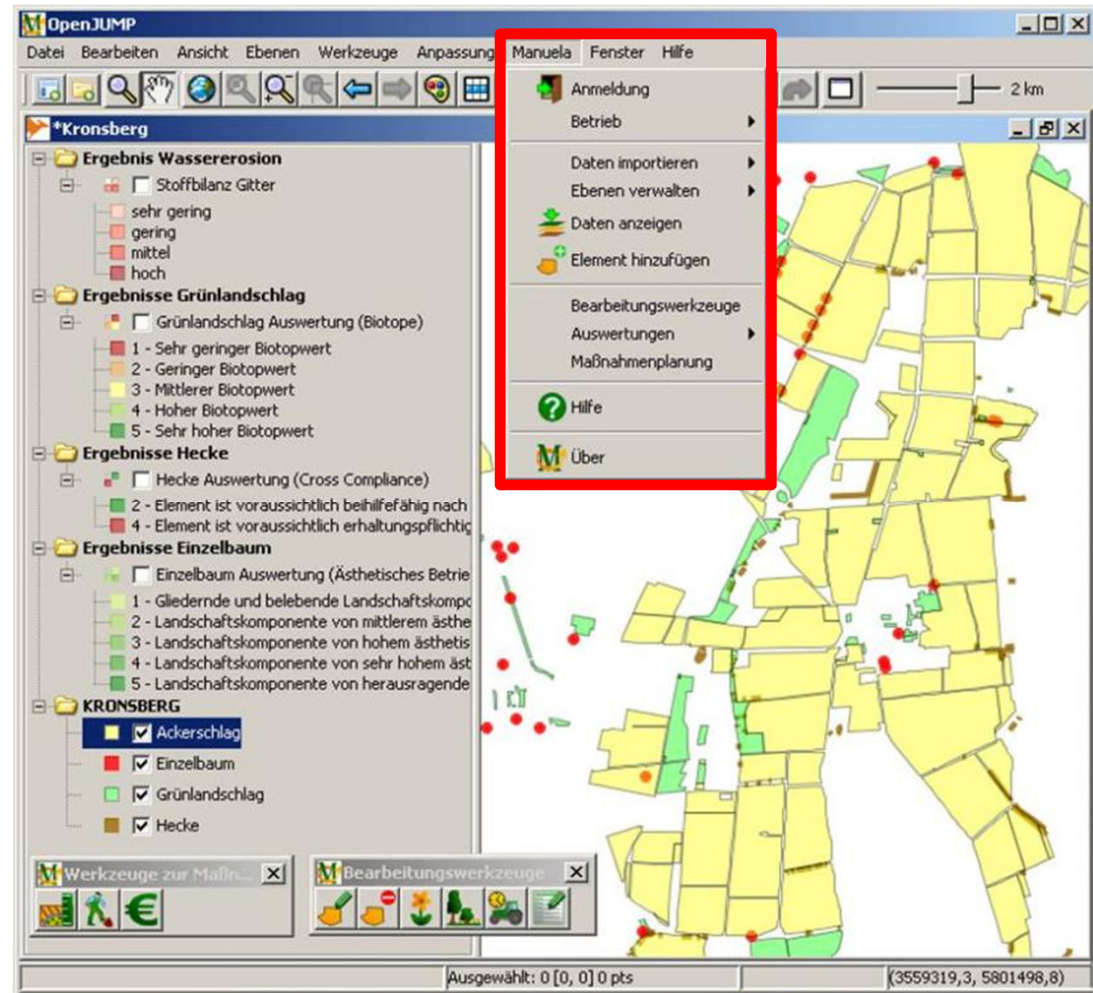 OpenJUMP
Datei Bearbeiten Ansicht Ebenen Werkzeuge Anpassung Manuela Fenster Hilfe
2 km
*Kronsberg
Ergebnis Wassererosion
Stoffbilanz Gitter
sehr gering
gering
mittel
hoch
Ergebnisse Grünlandschlag
Grünlandschlag Auswertung (Biotope)
1 - Sehr geringer Biotopwert
2 - Geringer Biotopwert
3 - Mittlerer Biotopwert
4 - Hoher Biotopwert
5 - Sehr hoher Biotopwert
Ergebnisse Hecke
Hecke Auswertung (Cross Compliance)
2 - Element ist voraussichtlich beihilfefähig nach
4 - Element ist voraussichtlich erhaltungspflichtig
Ergebnisse Einzelbaum
Einzelbaum Auswertung (Ästhetisches Betrie
1 - Gliedernde und belebende Landschaftskompo
2 - Landschaftskomponente von mittlerem ästhe
3 - Landschaftskomponente von hohem ästhetis
4 - Landschaftskomponente von sehr hohem äst
5 - Landschaftskomponente von herausragende
KRONSBERG
Ackerschlag
Einzelbaum
Grünlandschlag
Hecke
Anmeldung
Betrieb
Daten importieren
Ebenen verwalten
Daten anzeigen
Element hinzufügen
Bearbeitungswerkzeuge
Auswertungen
Maßnahmenplanung
Hilfe
Über
Werkzeuge zur Maßn...
Bearbeitungswerkzeuge
Ausgewählt: 0 [0, 0] 0 pts
(3559319,3, 5801498,8)